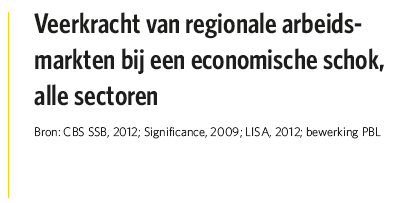 Veerkracht van regionale arbeids-
markten bij een economische schok,
alle sectoren
Bron: CBS SSB, 2012; Significance, 2009; LISA, 2012; bewerking PBL